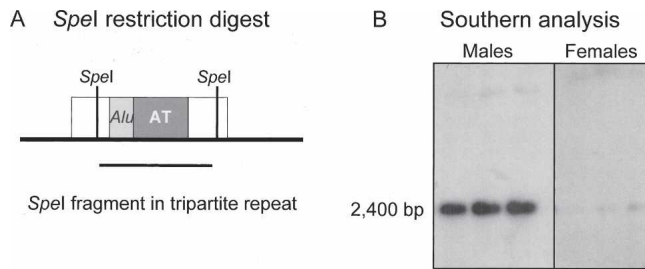 A SpeI restriction digest
SpeI SpeI
Alu AT
SpeI fragment in tripartite repeat
B Southern analysis
Males Females
2,400 bp